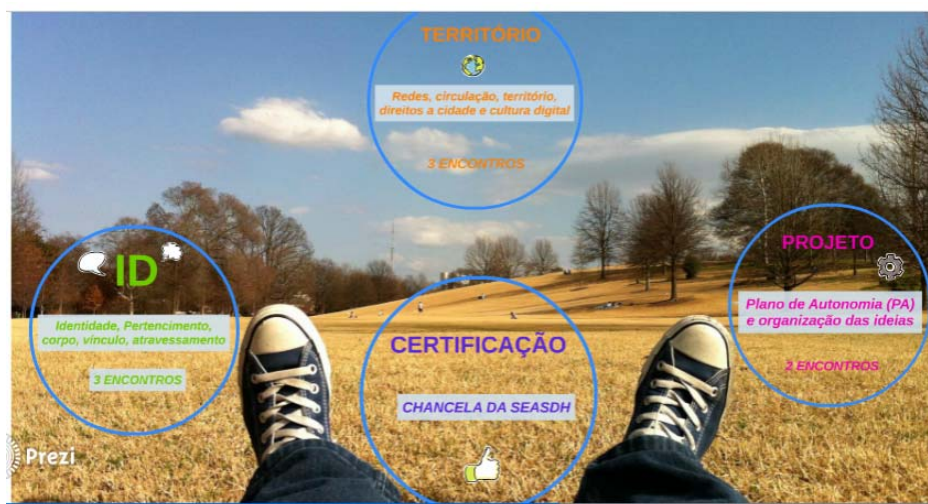 TERRITÓRIO
Redes, circulação, território,
direitos a cidade e cultura digital
3 ENCONTROS
ID
Identidade, Pertencimento,
corpo, vínculo, atravessamento
3 ENCONTROS
CERTIFICAÇÃO
CHANCELA DA SEASDH
PROJETO
Plano de Autonomia (PA)
e organização das ideias
2 ENCONTROS
Prezi